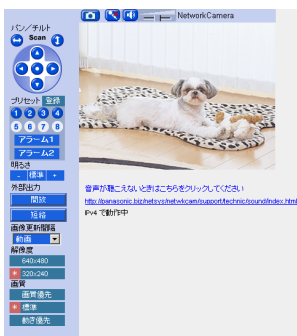 NetworkCamera
パン/チルト
Scan
プリセット 登録
1 2 3 4
5 6 7 8
アラーム1
アラーム2
明るさ
- 標準 +
外部出力
開放
短絡
画像更新間隔
動画
解像度
640x480
* 320x240
画質
画質優先
* 標準
動き優先
音声が聴こえないときはこちらをクリックしてください
http://panasonic.biz/netsys/netwkcam/support/technic/sound/index.html
IPv4 で動作中